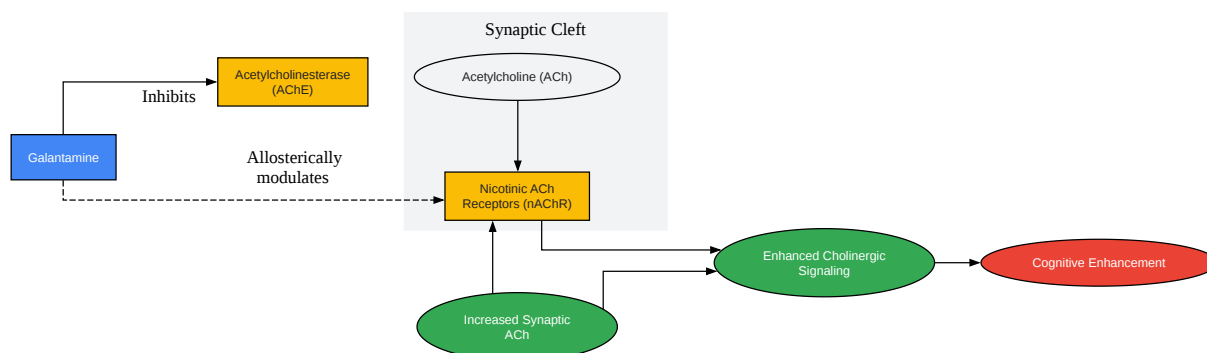 Synaptic Cleft
Acetylcholinesterase
(AChE)
Acetylcholine (ACh)
Inhibits
Galantamine
Allosterically
modulates
Nicotinic ACh
Receptors (nAChR)
Enhanced Cholinergic
Signaling
Cognitive Enhancement
Increased Synaptic
ACh